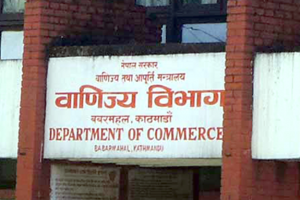 नेपाल सरकार
वाणिज्य तथा आपूर्ति मन्त्रालय
वाणिज्य विभाग
बबरमहल, काठमाडौँ
DEPARTMENT OF COMMERCE
BABARMAHAL, KATHMANDU